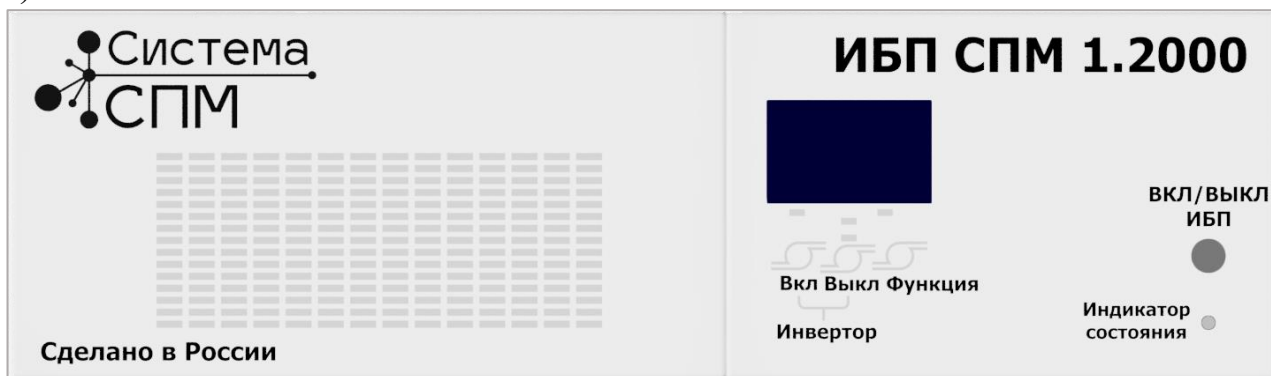 Система
СПМ
Сделано в России
ИБП СПМ 1.2000
ВКЛ/ВЫКЛ
ИБП
Вкл Выкл Функция
Инвертор
Индикатор
состояния